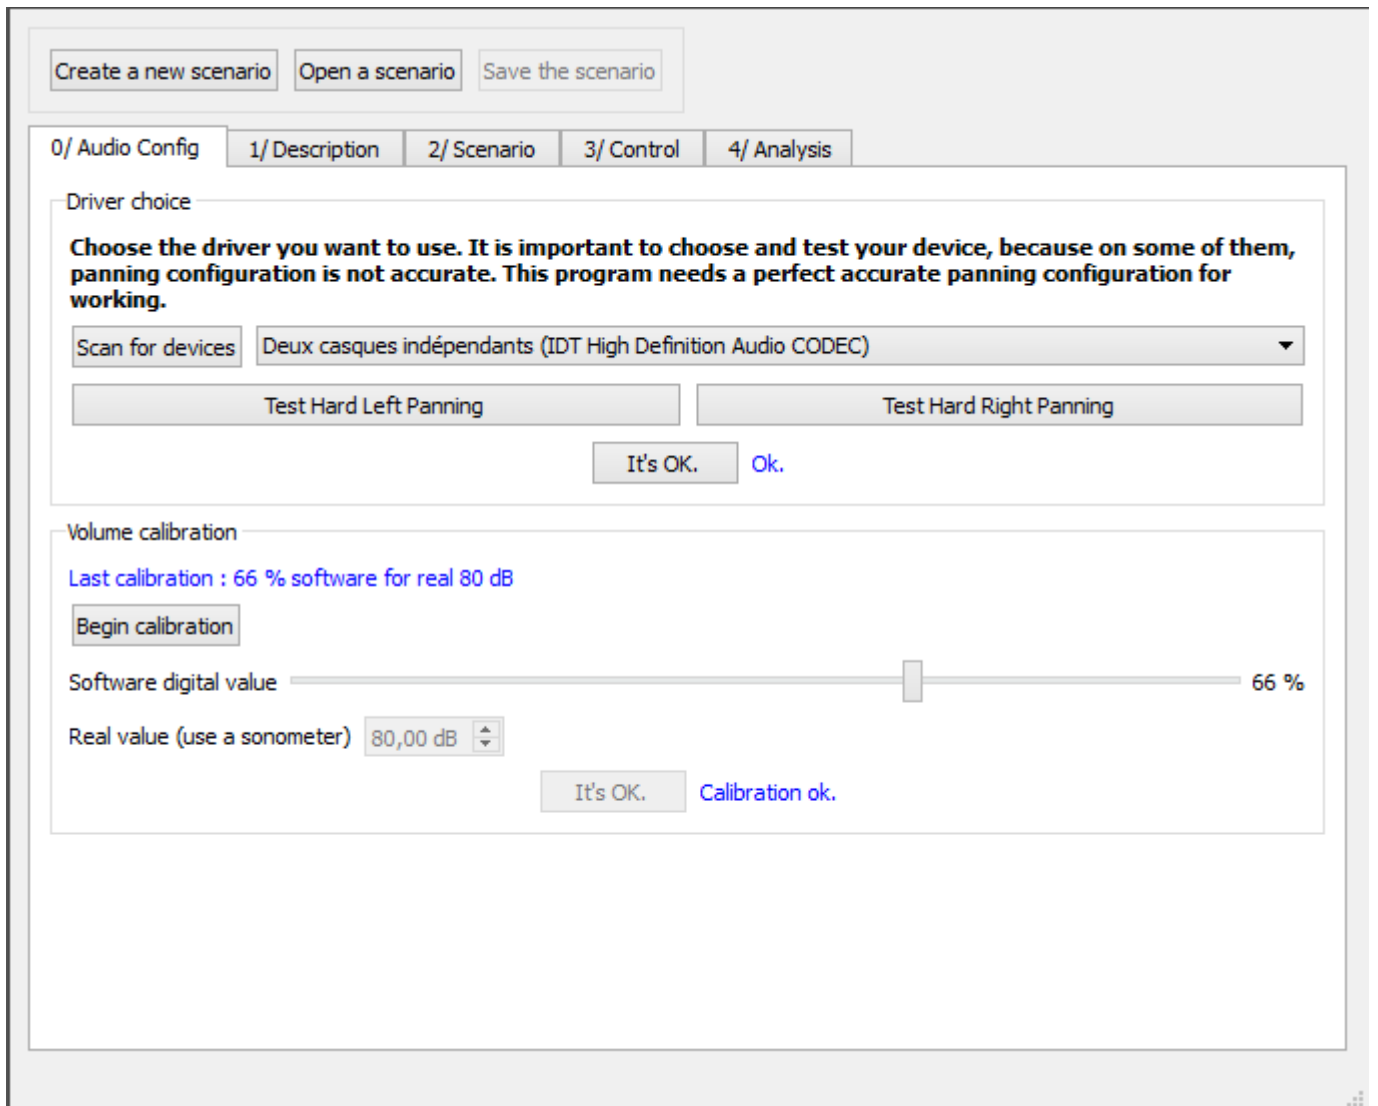 Create a new scenario Open a scenario Save the scenario
0/ Audio Config 1/ Description 2/ Scenario 3/ Control 4/ Analysis
Driver choice
Choose the driver you want to use. It is important to choose and test your device, because on some of them,
panning configuration is not accurate. This program needs a perfect accurate panning configuration for
working.
Scan for devices Deux casques indépendants (IDT High Definition Audio CODEC)
Test Hard Left Panning Test Hard Right Panning
It's OK. Ok.
Volume calibration
Last calibration : 66 % software for real 80 dB
Begin calibration
Software digital value 66 %
Real value (use a sonometer) 80,00 dB
It's OK. Calibration ok.